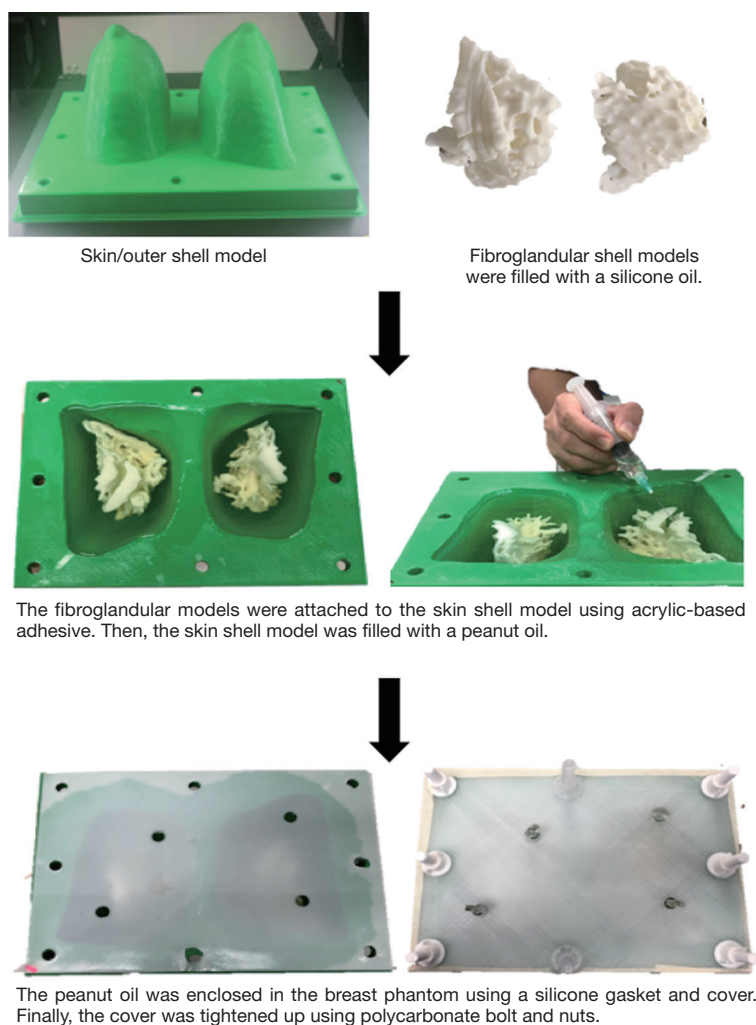 Skin/outer shell model
Fibroglandular shell models
were filled with a silicone oil.
The fibroglandular models were attached to the skin shell model using acrylic-based
adhesive. Then, the skin shell model was filled with a peanut oil.
The peanut oil was enclosed in the breast phantom using a silicone gasket and cover.
Finally, the cover was tightened up using polycarbonate bolt and nuts.